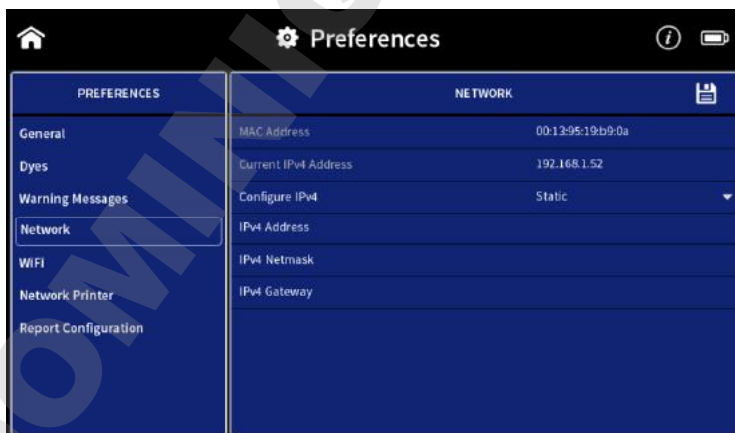 Preferences
PREFERENCES
General
Dyes
Warning Messages
Network
WiFi
Network Printer
Report Configuration
NETWORK
MAC Address 00:13:95:19:b9:0a
Current IPv4 Address 192.168.1.52
Configure IPv4 Static
IPv4 Address
IPv4 Netmask
IPv4 Gateway
OMINI